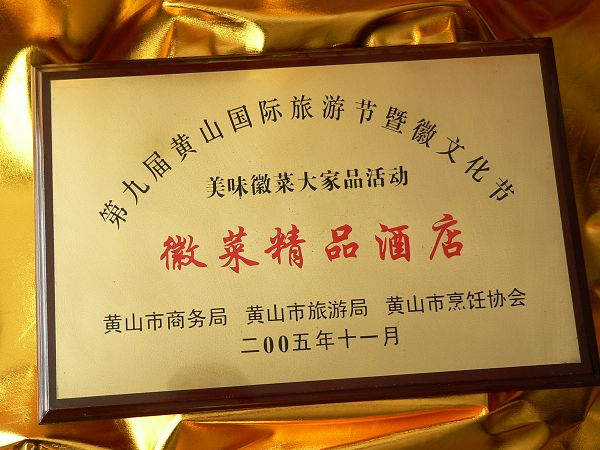 第九届黄山国际旅游节暨徽文化节
美味徽菜大家品活动
徽菜精品酒店
黄山市商务局 黄山市旅游局 黄山市烹饪协会
二00五年十一月